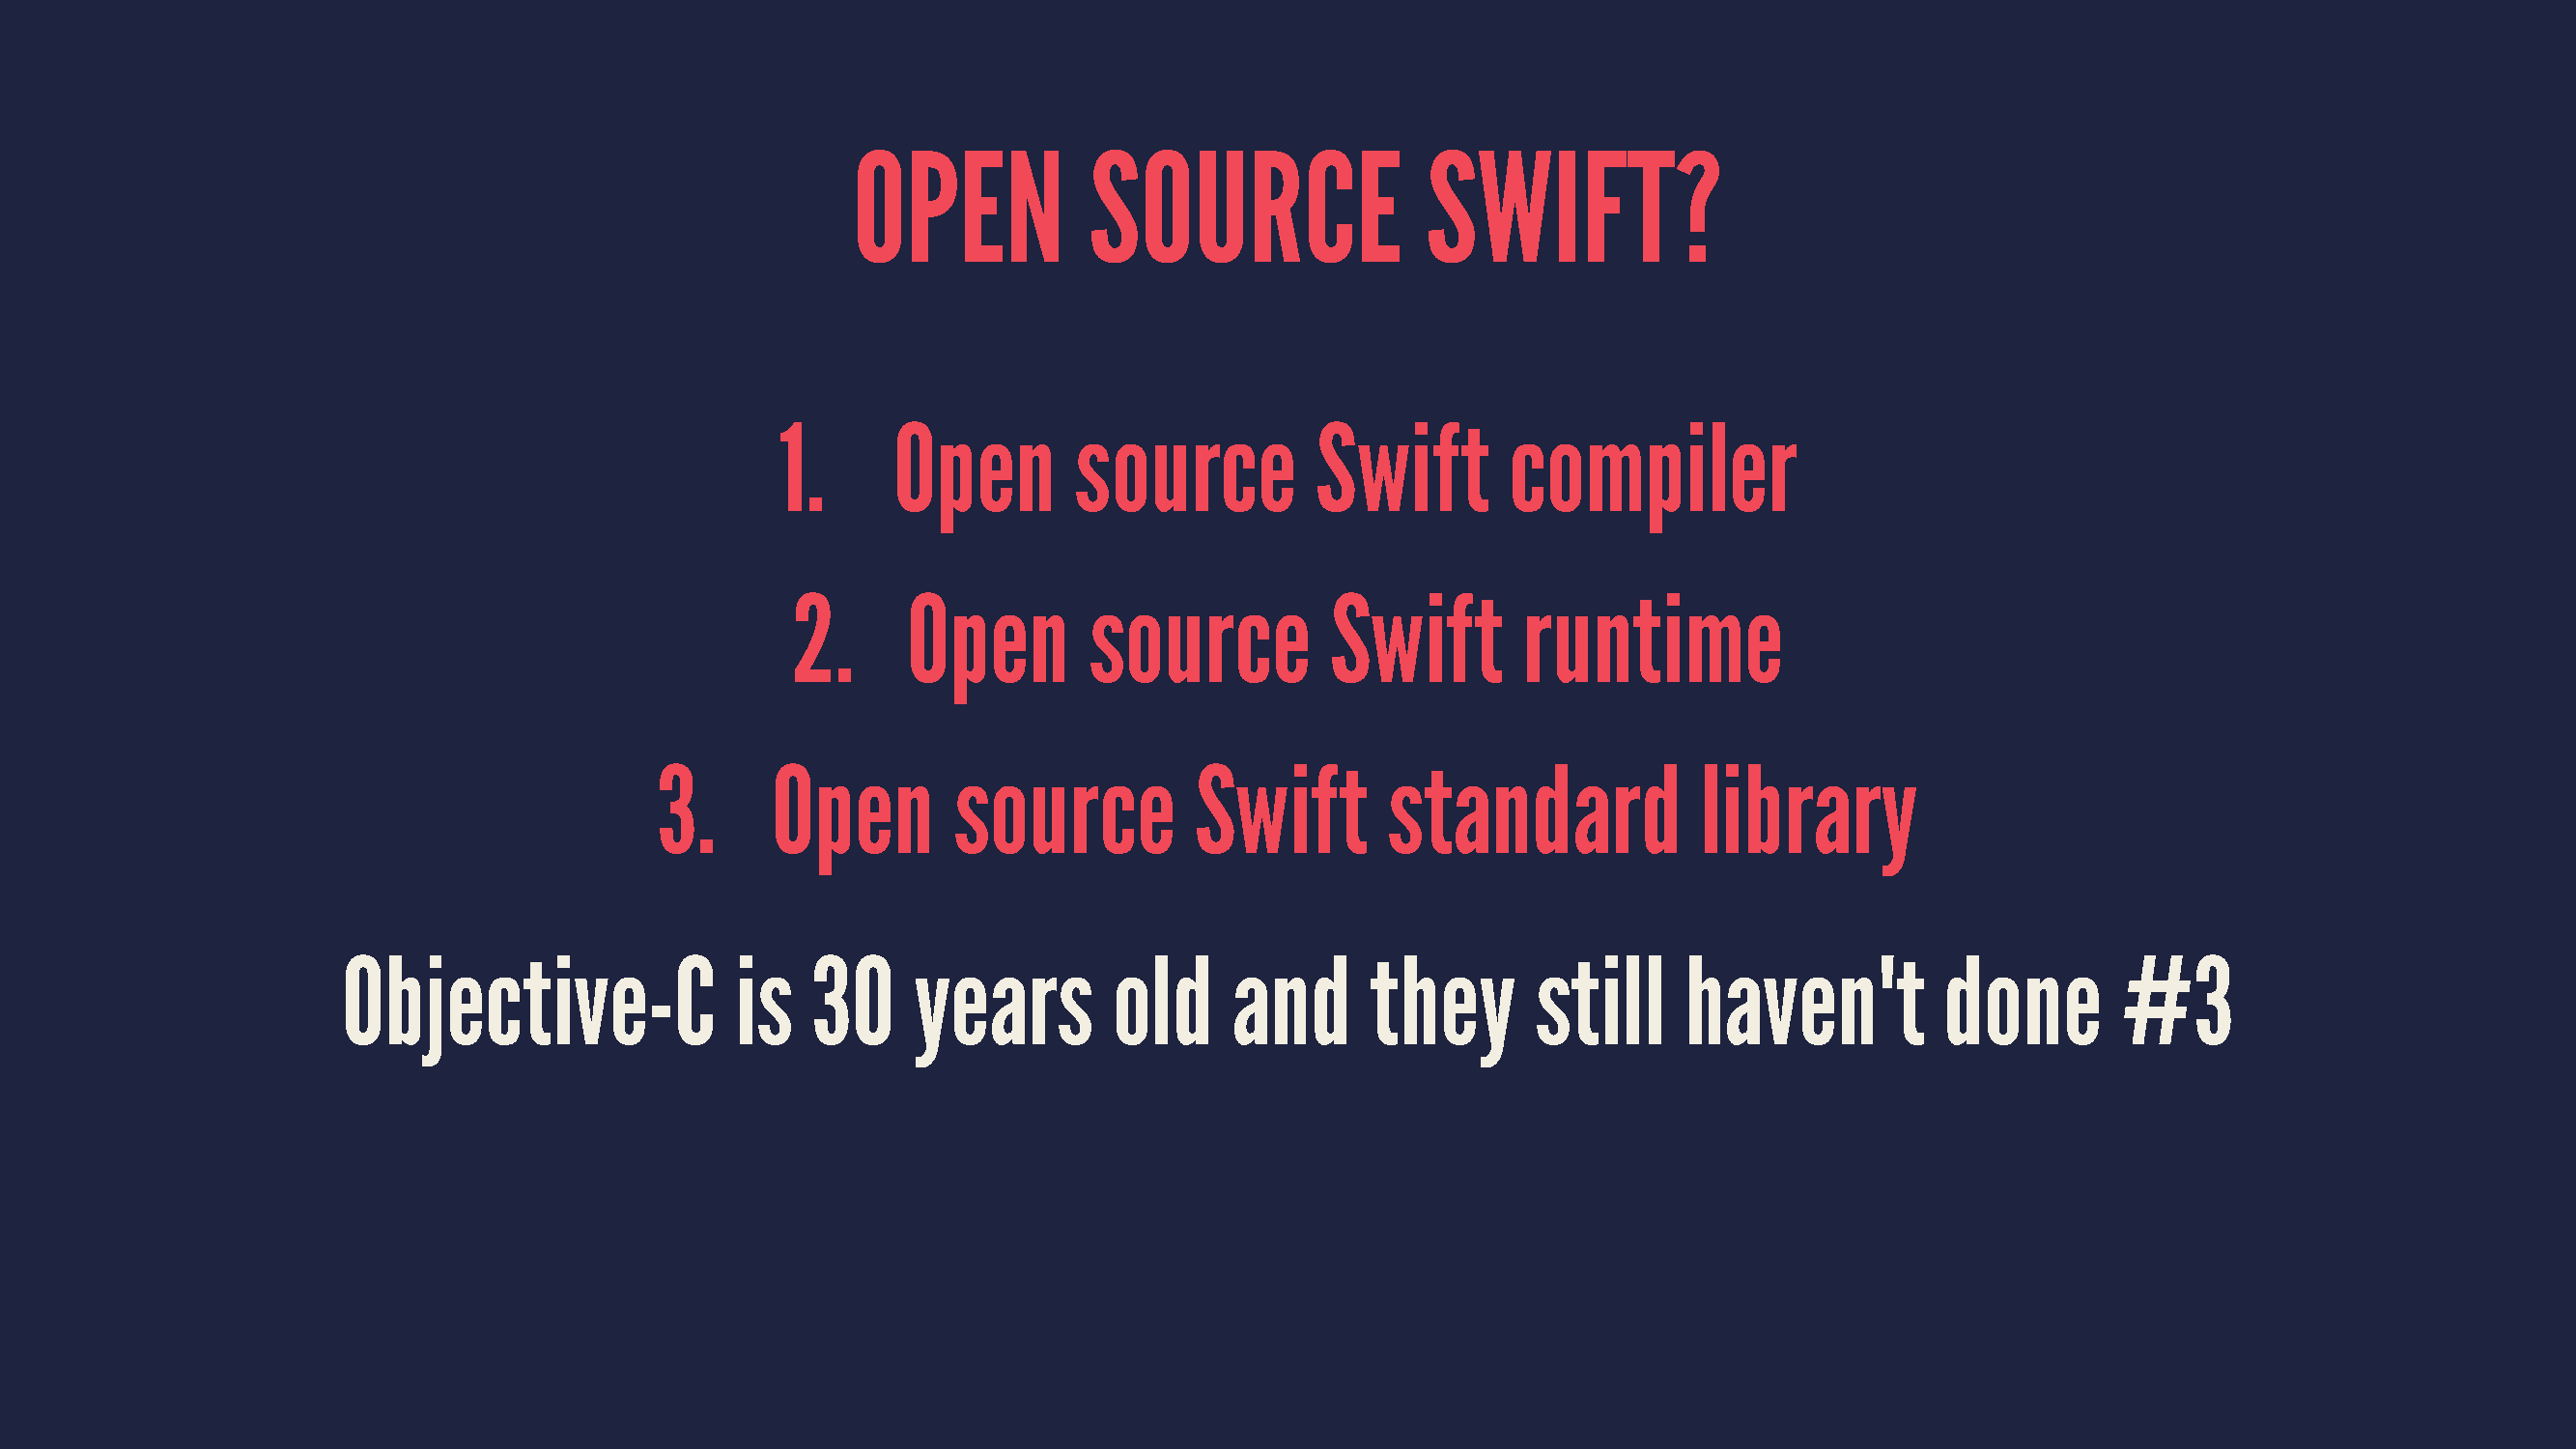 OPEN SOURCE SWIFT?
1. Open source Swift compiler
2. Open source Swift runtime
3. Open source Swift standard library
Objective-C is 30 years old and they still haven't done #3